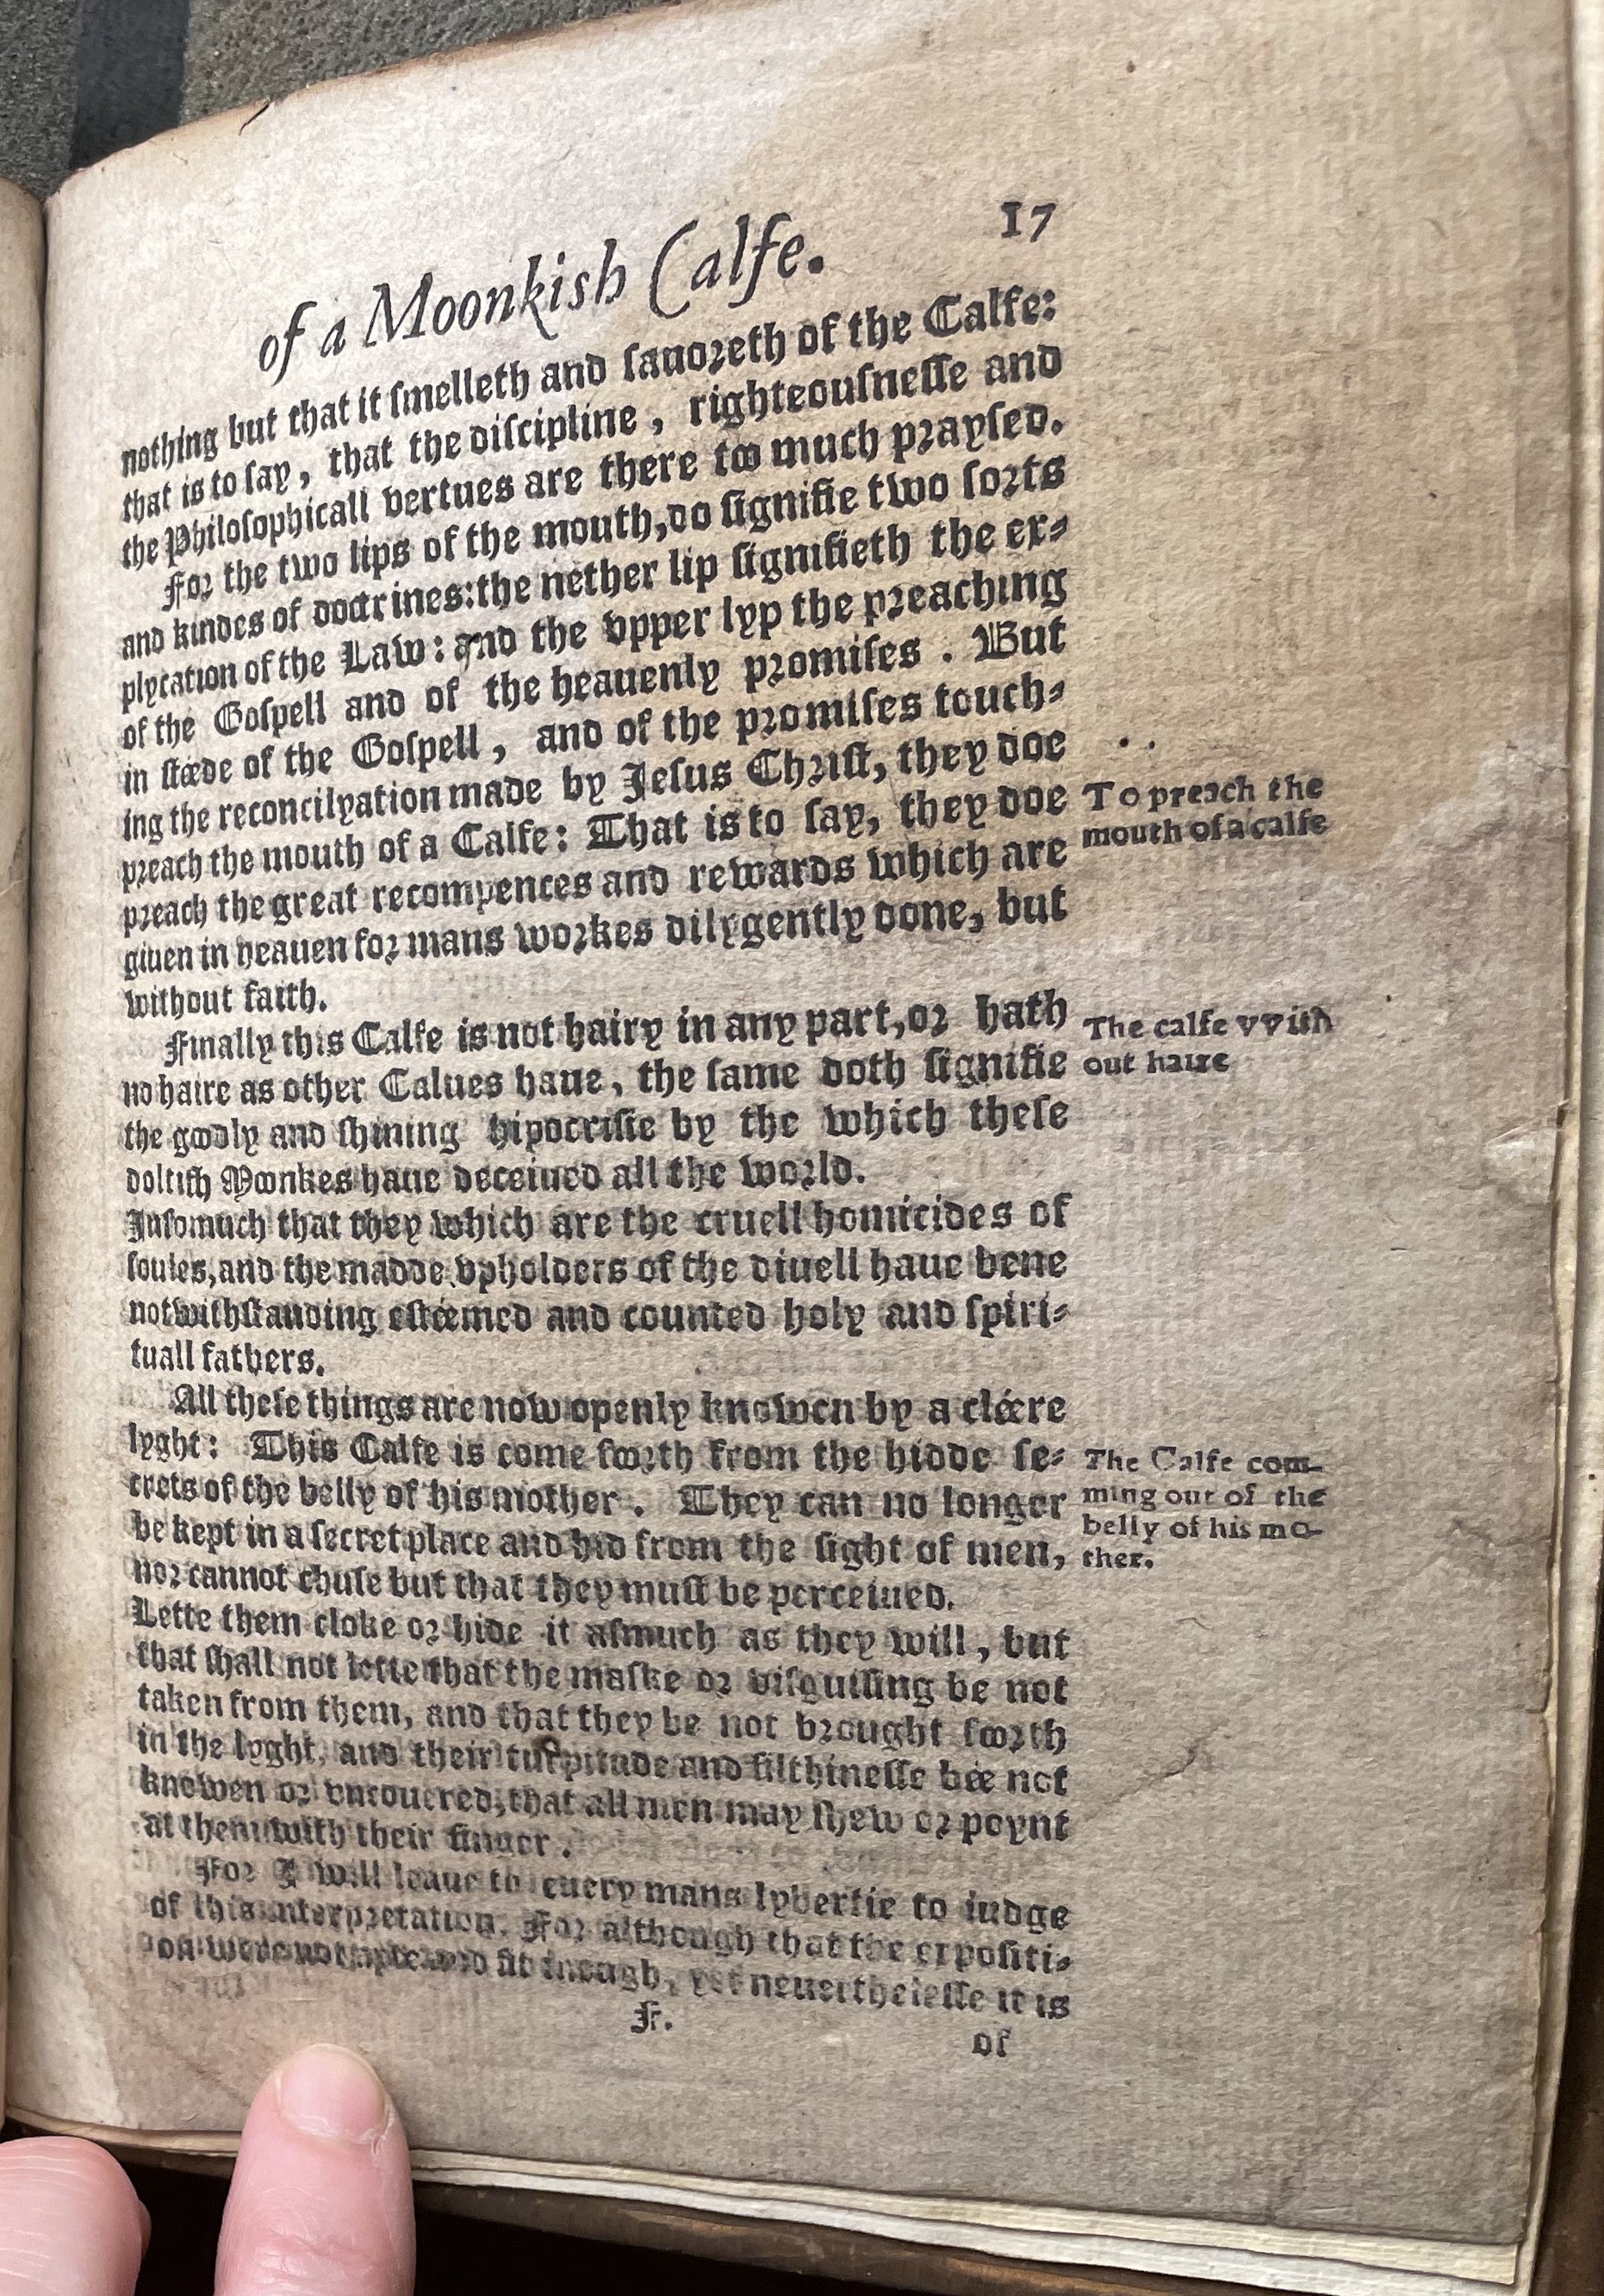 17
of a Moonkish Calfe.
nothing but that it ſmelleth and ſauoreth of the Calfe:
that is to ſay, that the diſcipline, righteouſneſſe and
the Philoſophicall vertues are there too much prayſed.
For the two lips of the mouth, do ſignifie two ſorts
and kindes of doctrines: the nether lip ſignifieth the ex-
plycation of the Law: and the vpper lyp the preaching
of the Goſpell and of the heauenly promiſes. But
in ſteede of the Goſpell, and of the promiſes touch-
ing the reconcilyation made by Jeſus Chriſt, they doe
preach the mouth of a Calfe: That is to ſay, they doe
To preach the
mouth of a calfe
preach the great recompences and rewards which are
giuen in heauen for mans workes dilygently done, but
without faith.
Finally this Calfe is not hairy in any part, or hath
The calfe vvith
out haire
no haire as other Calues haue, the ſame doth ſignifie
the goodly and ſhining hipocriſie by the which theſe
doltiſh Moonkes haue deceiued all the world.
Inſomuch that they which are the cruell homicides of
ſoules, and the madde vpholders of the diuell haue bene
notwithſtanding eſteemed and counted holy and ſpiri-
tuall fathers.
All theſe things are now openly knowen by a cleere
lyght: This Calfe is come foorth from the hidde ſe-
The Calfe com-
ming out of the
belly of his mo-
ther.
crets of the belly of his mother. They can no longer
be kept in a ſecret place and hid from the ſight of men,
nor cannot chuſe but that they muſt be perceiued.
Lette them cloke or hide it aſmuch as they will, but
that ſhall not lette that the maſke or viſguiſing be not
taken from them, and that they be not brought foorth
in the lyght, and their turpitude and filthineſſe bee not
knowen or vncouered, that all men may ſhew or poynt
at them with their finger.
For I will leaue to euery mans lybertie to iudge
of this interpretation. For although that the expoſiti-
on were not and fit inough, yet neuertheleſſe it is
F.
of